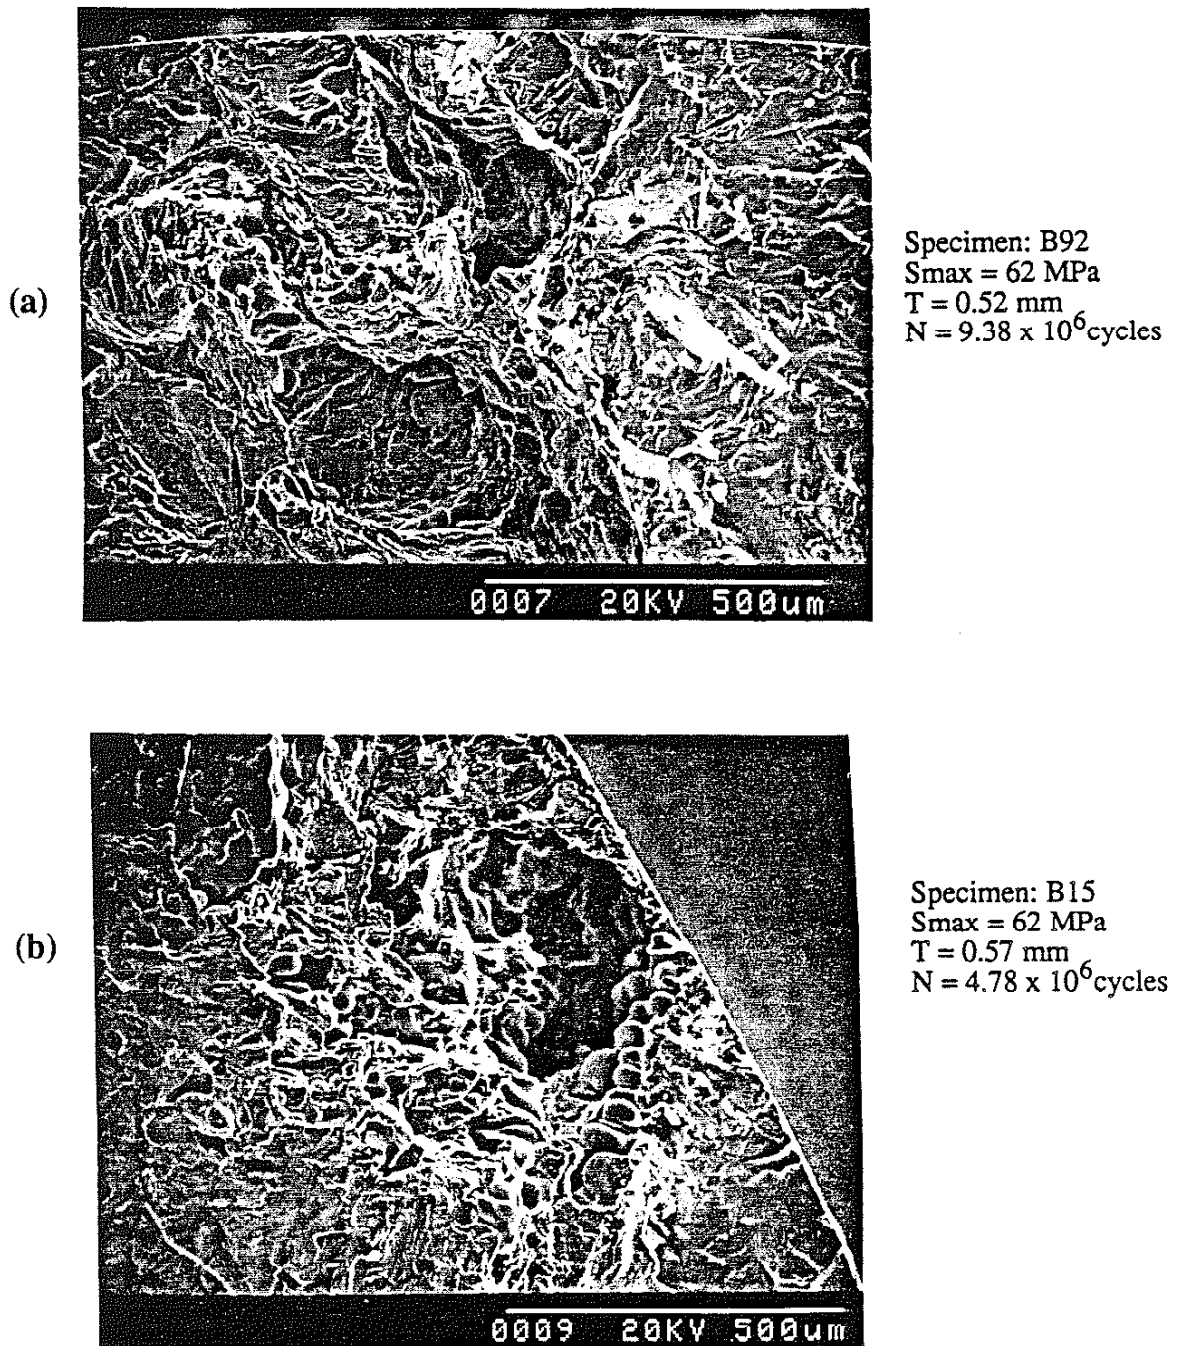 (a)
Specimen: B92
Smax = 62 MPa
T = 0.52 mm
N = 9.38 x 10⁶cycles
0007 20KV 500um
(b)
Specimen: B15
Smax = 62 MPa
T = 0.57 mm
N = 4.78 x 10⁶cycles
0009 20KV 500um